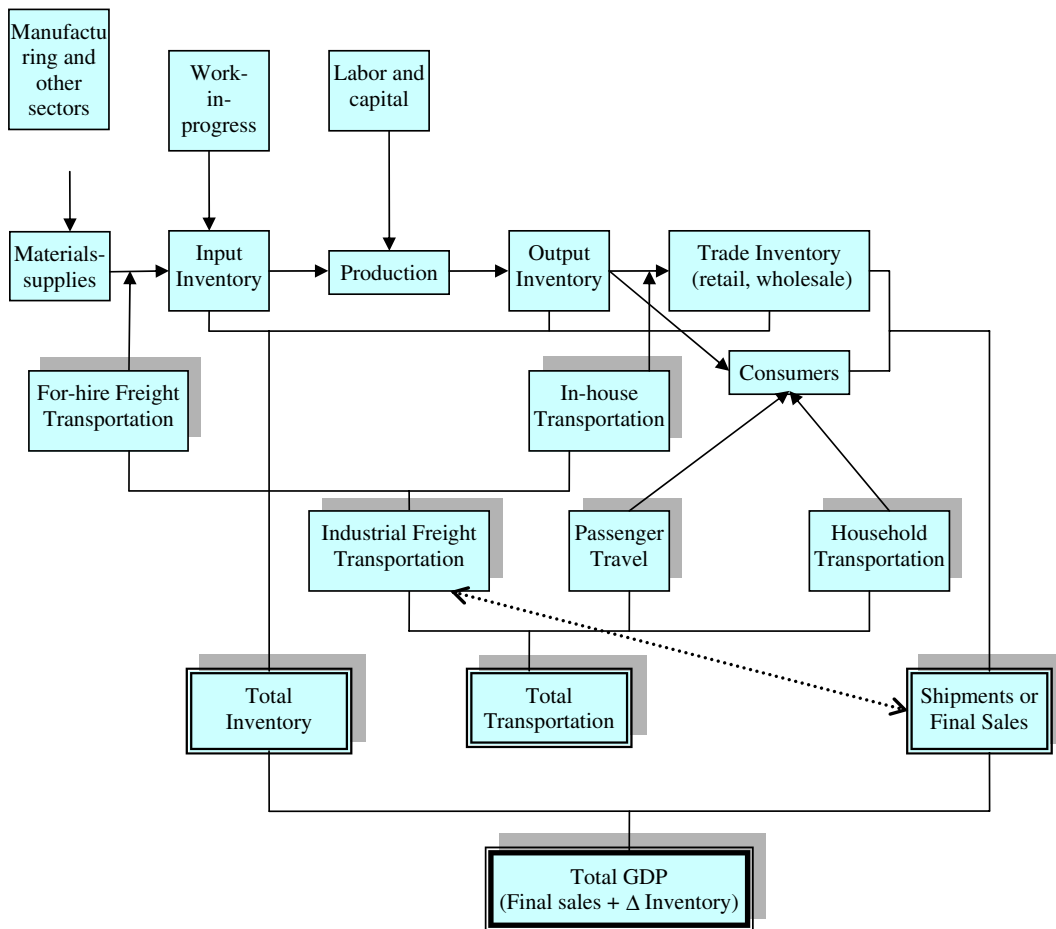 Manufactu
ring and
other
sectors
Work-
in-
progress
Labor and
capital
Materials-
supplies
Input
Inventory
Production
Output
Inventory
Trade Inventory
(retail, wholesale)
For-hire Freight
Transportation
In-house
Transportation
Consumers
Industrial Freight
Transportation
Passenger
Travel
Household
Transportation
Total
Inventory
Total
Transportation
Shipments or
Final Sales
Total GDP
(Final sales + Δ Inventory)